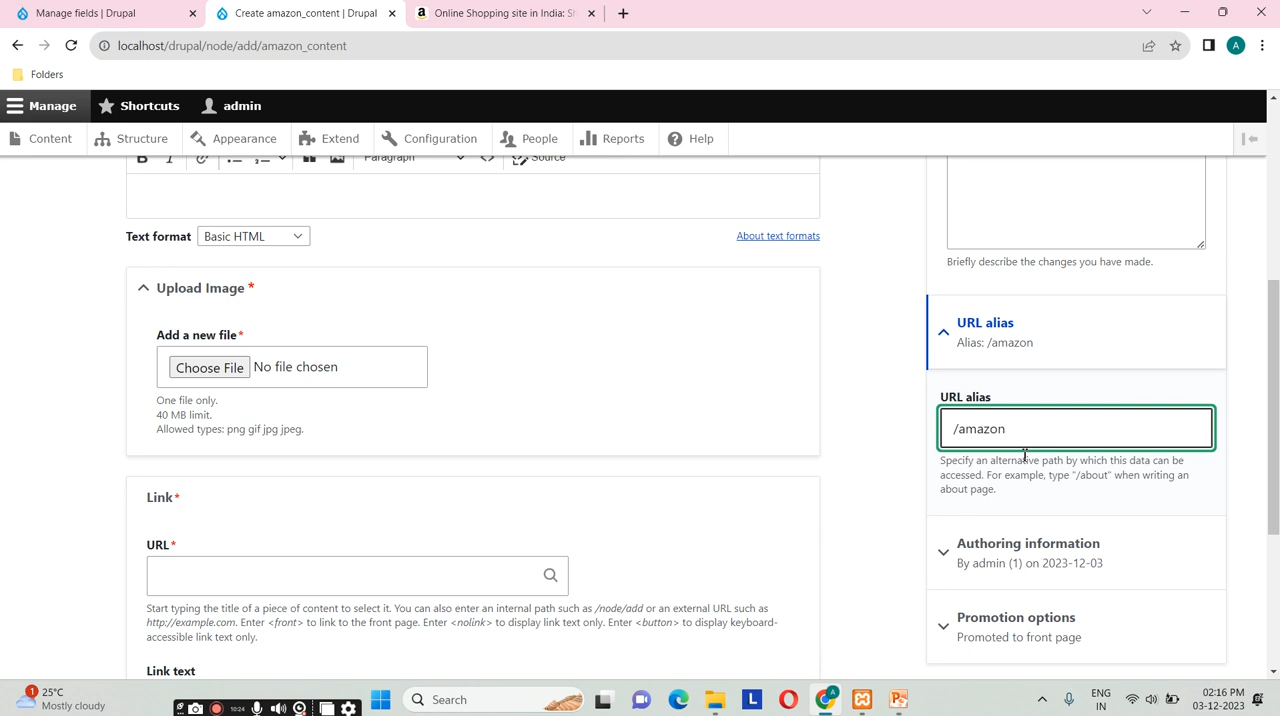 Manage fields | Drupal
Create amazon_content | Drupal
Online Shopping site in India: Sh
localhost/drupal/node/add/amazon_content
A
Folders
Manage
Shortcuts
admin
Content
Structure
Appearance
Extend
Configuration
People
Reports
Help
B I
Paragraph
Source
Text format
Basic HTML
About text formats
Upload Image *
Add a new file*
Choose File No file chosen
One file only.
40 MB limit.
Allowed types: png gif jpg jpeg.
Link*
URL*
Start typing the title of a piece of content to select it. You can also enter an internal path such as /node/add or an external URL such as
http://example.com. Enter <front> to link to the front page. Enter <nolink> to display link text only. Enter <button> to display keyboard-
accessible link text only.
Link text
Briefly describe the changes you have made.
URL alias
Alias: /amazon
URL alias
/amazon
Specify an alternative path by which this data can be
accessed. For example, type "/about" when writing an
about page.
Authoring information
By admin (1) on 2023-12-03
Promotion options
Promoted to front page
1
25°C
Mostly cloudy
10:24
Search
L
A
ENG
IN
02:16 PM
03-12-2023